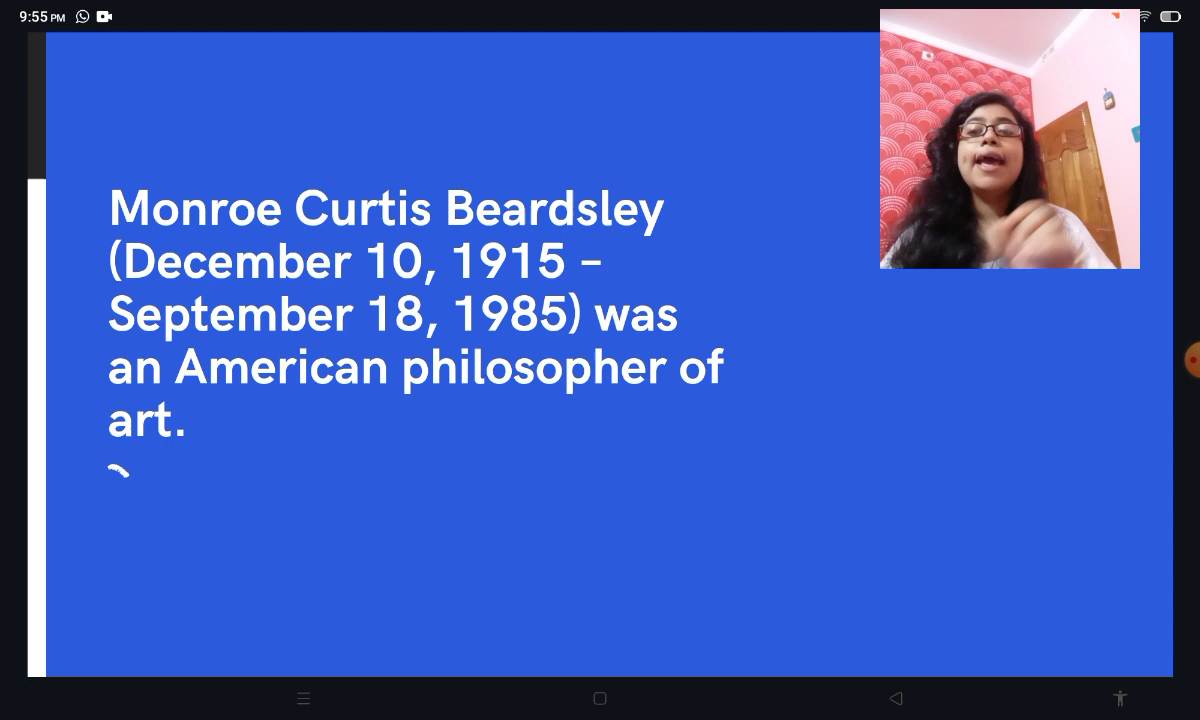 9:55 PM
Monroe Curtis Beardsley
(December 10, 1915 –
September 18, 1985) was
an American philosopher of
art.